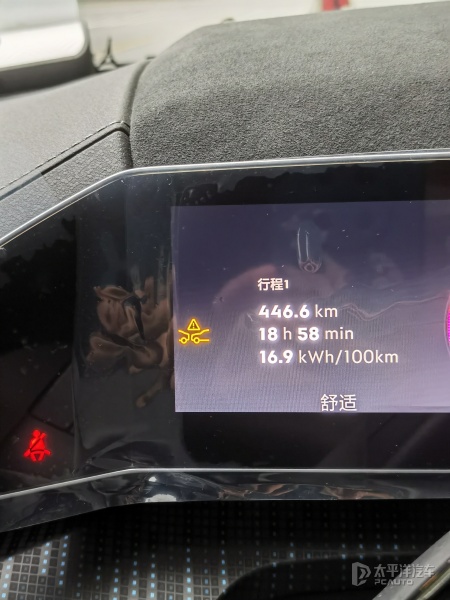 行程1
446.6 km
18 h 58 min
16.9 kWh/100km
舒适
太平洋汽车
PCAUTO